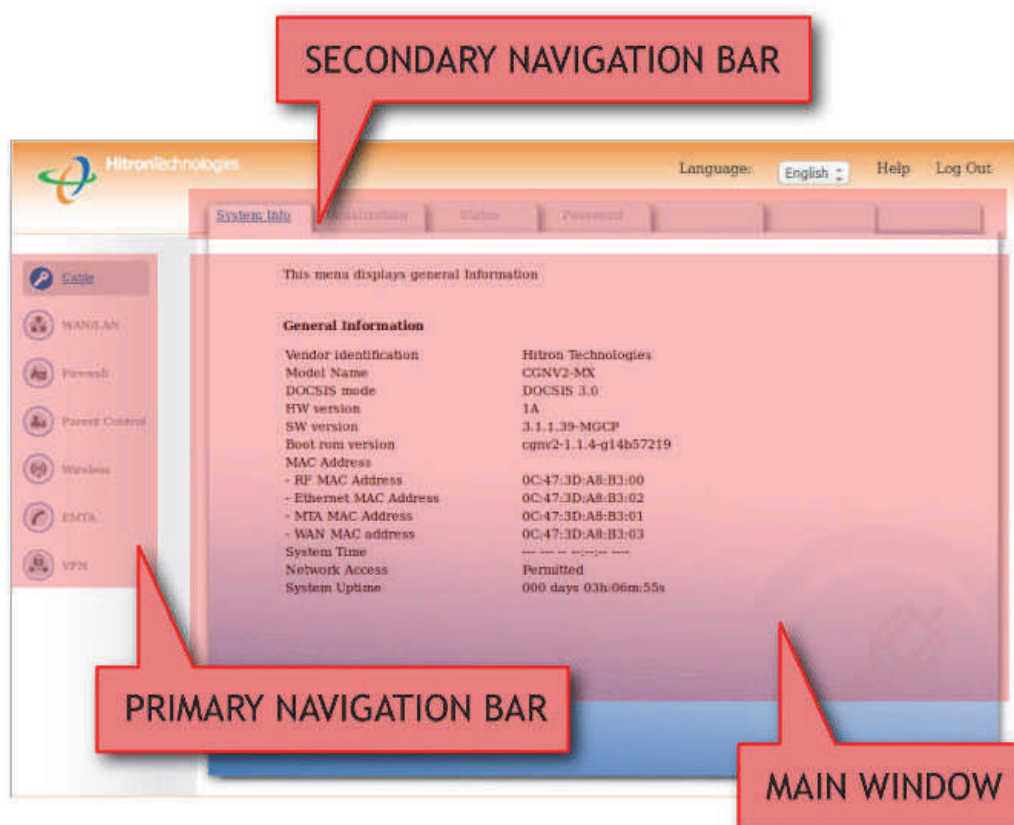 SECONDARY NAVIGATION BAR
HitronTechnologies
Language: English Help Log Out
System Info Initialization Status Password
Cable
WAN/LAN
Firewall
Parent Control
Wireless
EMTA
VPN
This menu displays general Information
General Information
Vendor identification Hitron Technologies
Model Name CGNV2-MX
DOCSIS mode DOCSIS 3.0
HW version 1A
SW version 3.1.1.39-MGCP
Boot rom version cgnv2-1.1.4-g14b57219
MAC Address
- RF MAC Address 0C:47:3D:A8:B3:00
- Ethernet MAC Address 0C:47:3D:A8:B3:02
- MTA MAC Address 0C:47:3D:A8:B3:01
- WAN MAC address 0C:47:3D:A8:B3:03
System Time --- --- -- --:--:-- ----
Network Access Permitted
System Uptime 000 days 03h:06m:55s
PRIMARY NAVIGATION BAR
MAIN WINDOW